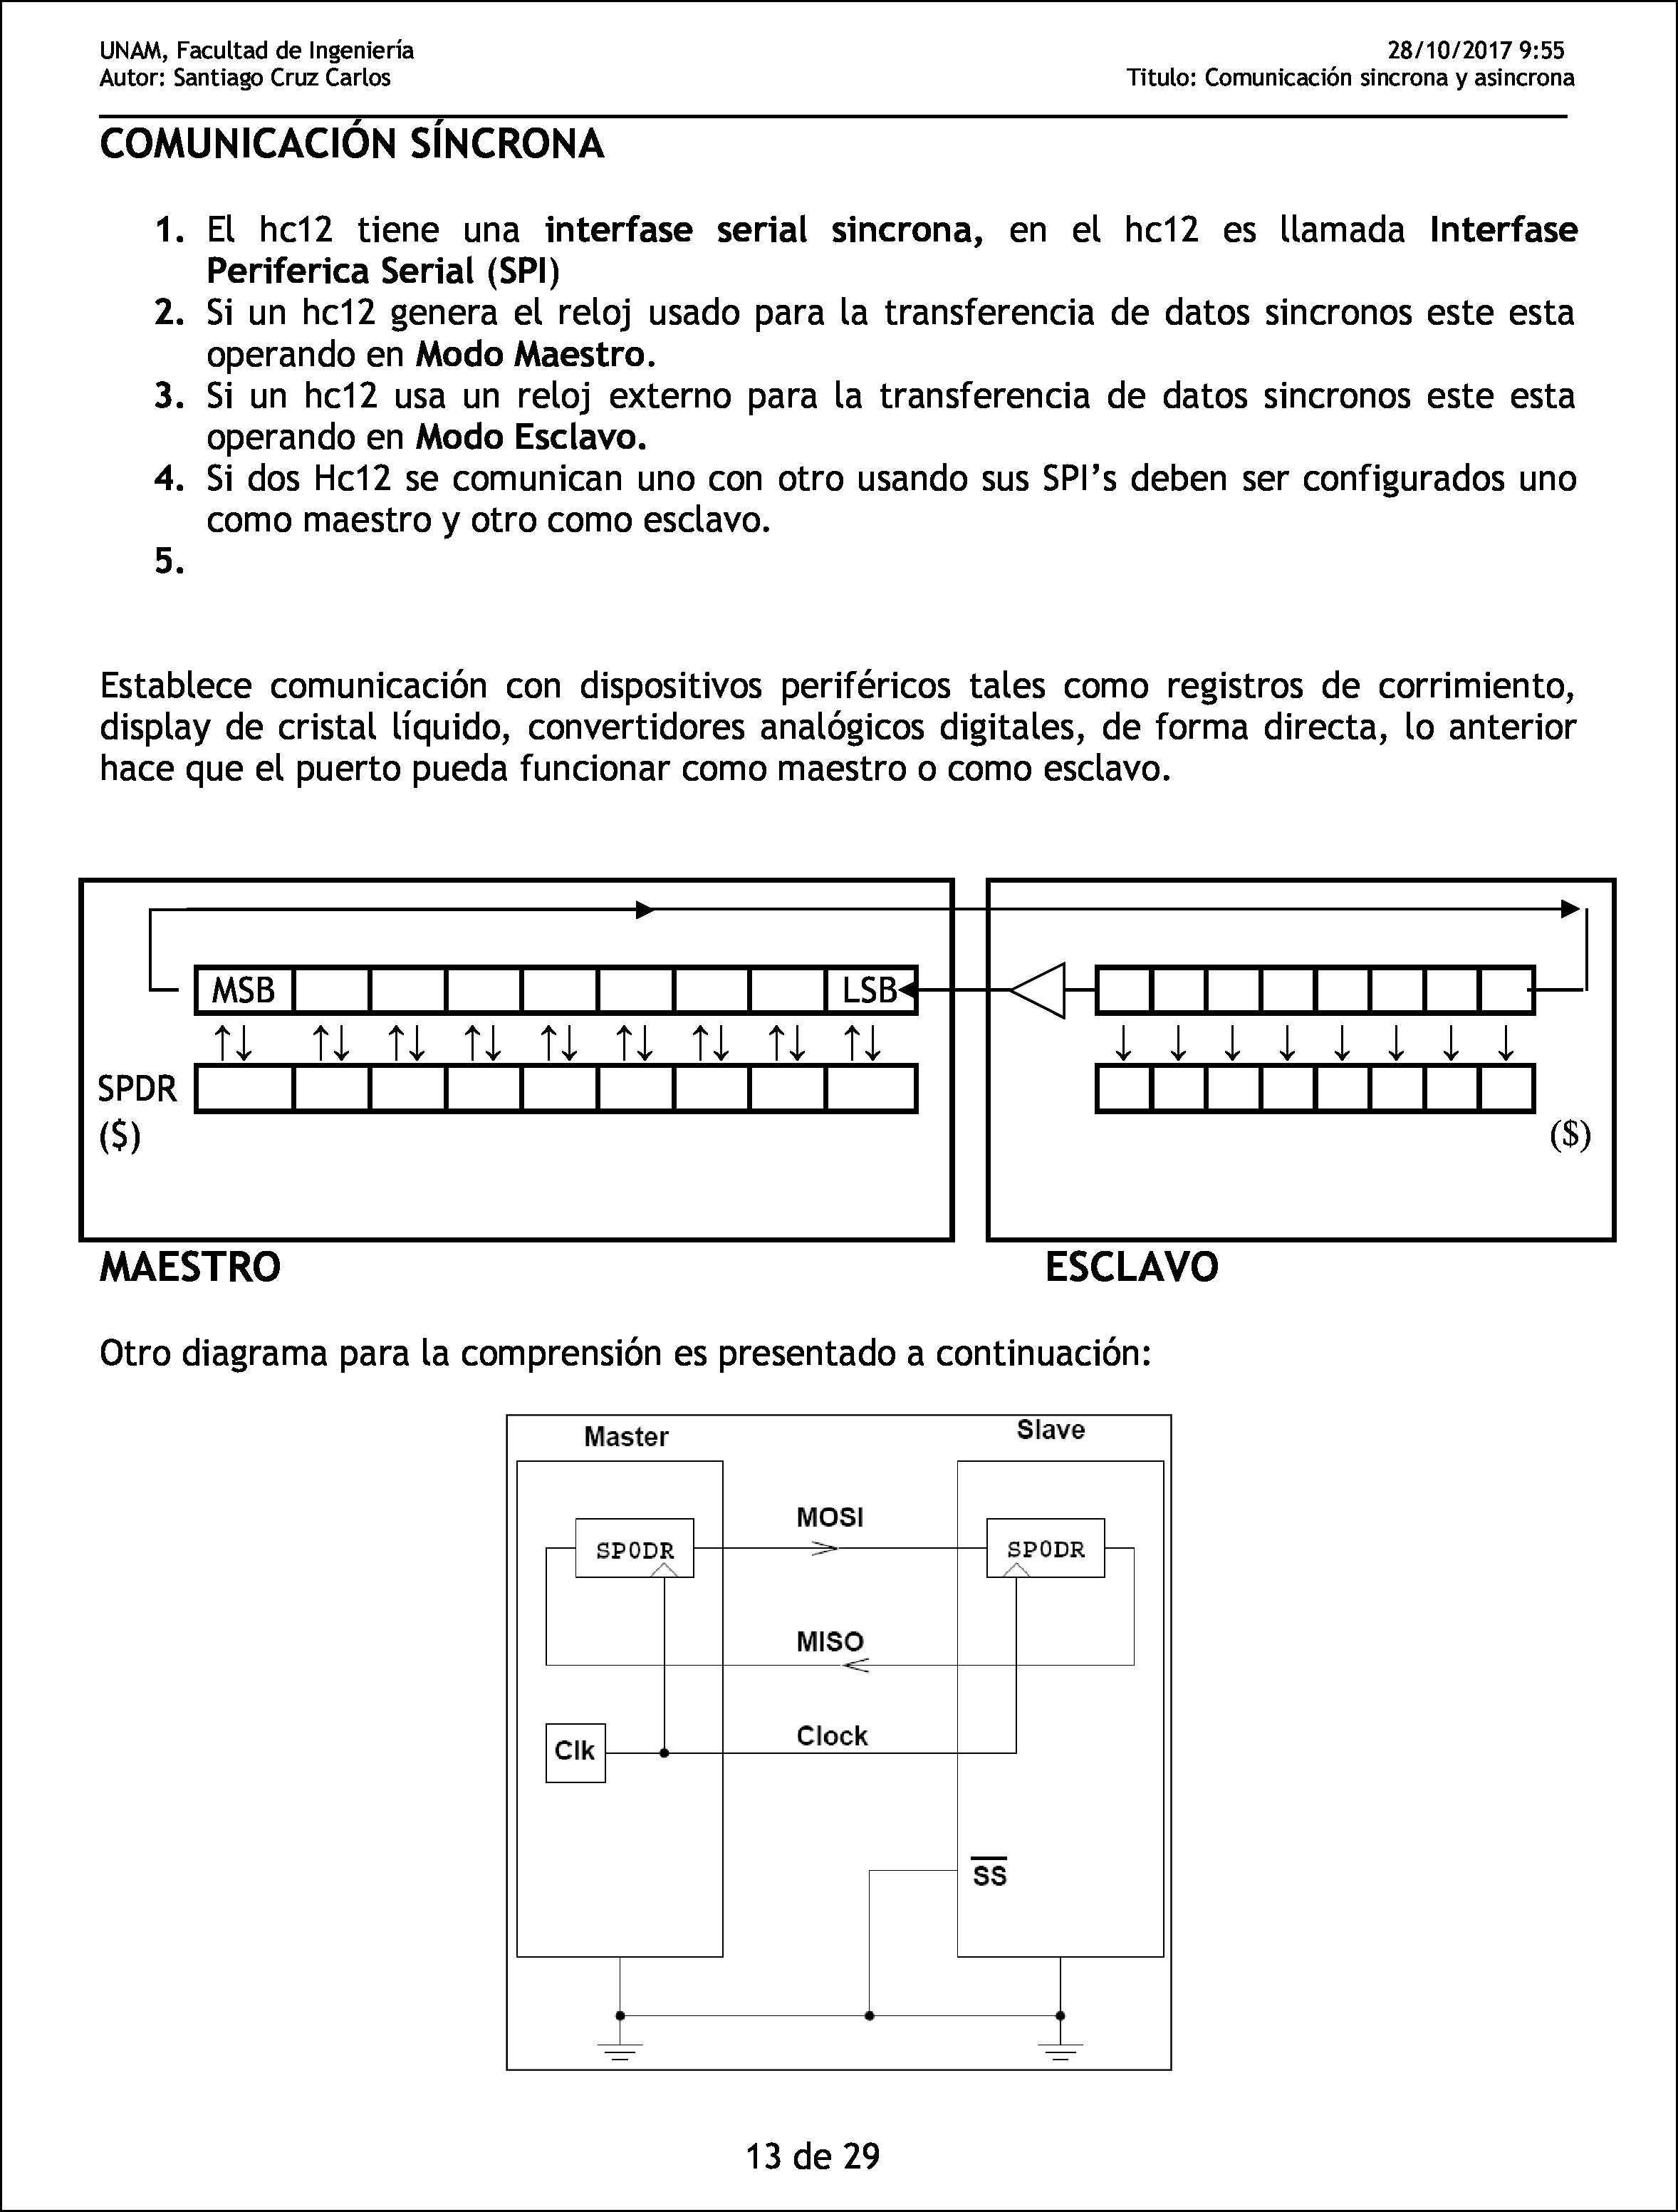 UNAM, Facultad de Ingeniería 28/10/2017 9:55
Autor: Santiago Cruz Carlos Titulo: Comunicación sincrona y asincrona
COMUNICACIÓN SÍNCRONA
1. El hc12 tiene una interfase serial sincrona, en el hc12 es llamada Interfase
Periferica Serial (SPI)
2. Si un hc12 genera el reloj usado para la transferencia de datos sincronos este esta
operando en Modo Maestro.
3. Si un hc12 usa un reloj externo para la transferencia de datos sincronos este esta
operando en Modo Esclavo.
4. Si dos Hc12 se comunican uno con otro usando sus SPI’s deben ser configurados uno
como maestro y otro como esclavo.
5.
Establece comunicación con dispositivos periféricos tales como registros de corrimiento,
display de cristal líquido, convertidores analógicos digitales, de forma directa, lo anterior
hace que el puerto pueda funcionar como maestro o como esclavo.
MSB LSB
↑↓ ↑↓ ↑↓ ↑↓ ↑↓ ↑↓ ↑↓ ↑↓ ↑↓ ↓ ↓ ↓ ↓ ↓ ↓ ↓ ↓
SPDR
($) ($)
MAESTRO ESCLAVO
Otro diagrama para la comprensión es presentado a continuación:
Master Slave
MOSI
SP0DR SP0DR
MISO
Clock
Clk
SS
13 de 29